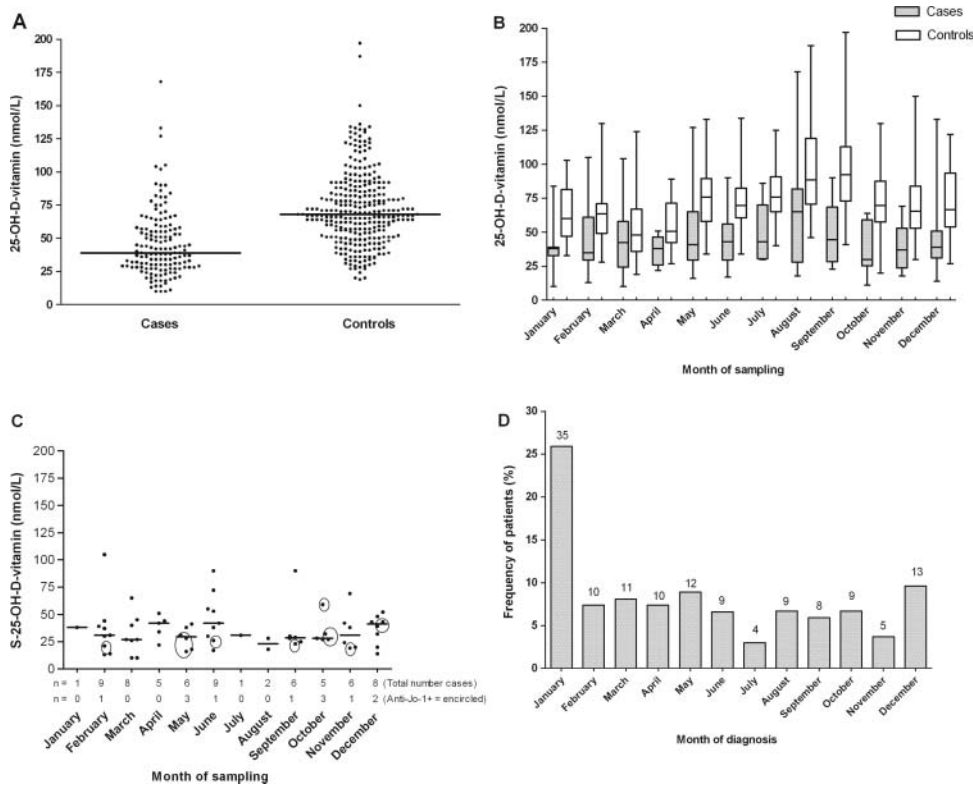 A
200
175
150
125
100
75
50
25
0
25-OH-D-vitamin (nmol/L)
Cases
Controls
B
Cases
Controls
200
175
150
125
100
75
50
25
0
25-OH-D-vitamin (nmol/L)
January
February
March
April
May
June
July
August
September
October
November
December
Month of sampling
C
200
175
150
125
100
75
50
25
0
S-25-OH-D-vitamin (nmol/L)
n = 1 9 8 5 6 9 1 2 6 5 6 8 (Total number cases)
n = 0 1 0 0 3 1 0 0 1 3 1 2 (Anti-Jo-1+ = encircled)
January
February
March
April
May
June
July
August
September
October
November
December
Month of sampling
D
30
25
20
15
10
5
0
Frequency of patients (%)
35
10
11
10
12
9
4
9
8
9
5
13
January
February
March
April
May
June
July
August
September
October
November
December
Month of diagnosis